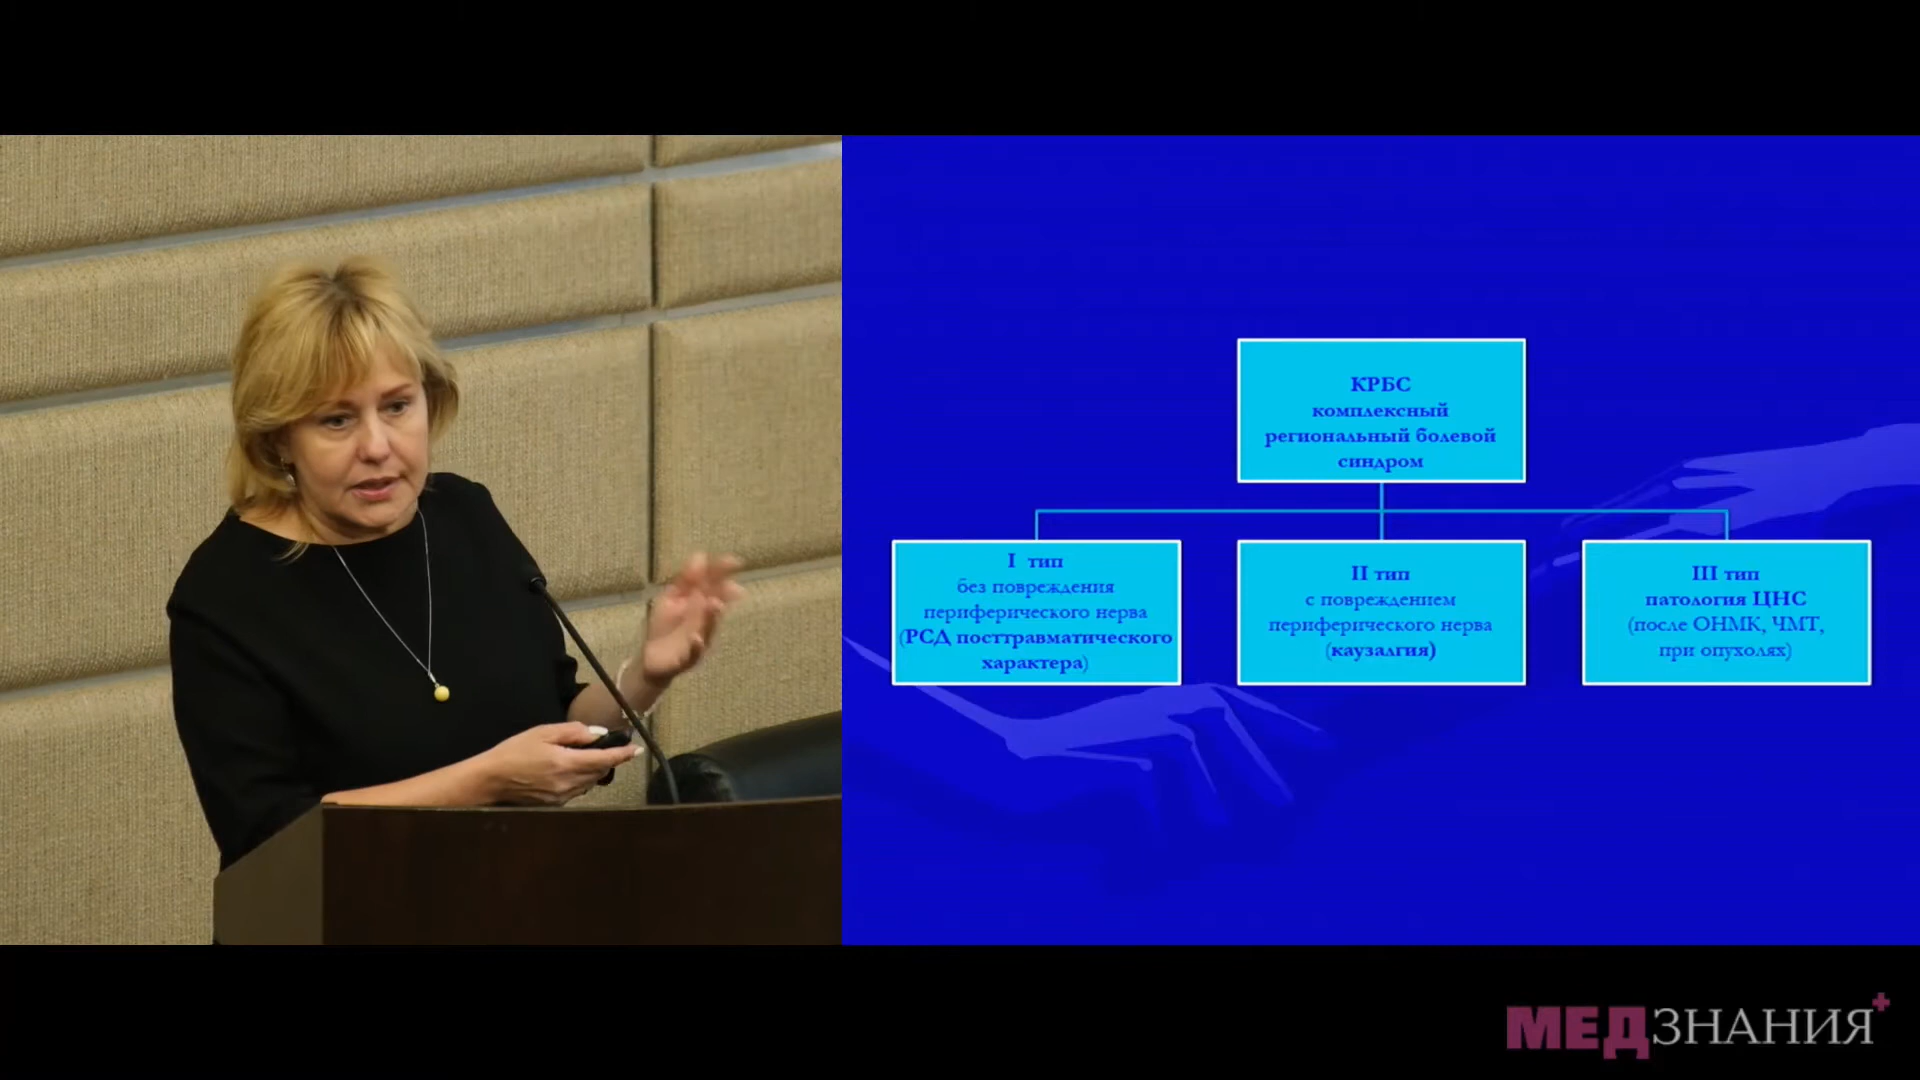 КРБС
комплексный
региональный болевой
синдром
I тип
без повреждения
периферического нерва
(РСД посттравматического
характера)
II тип
с повреждением
периферического нерва
(каузалгия)
III тип
патология ЦНС
(после ОНМК, ЧМТ,
при опухолях)
МЕДЗНАНИЯ+